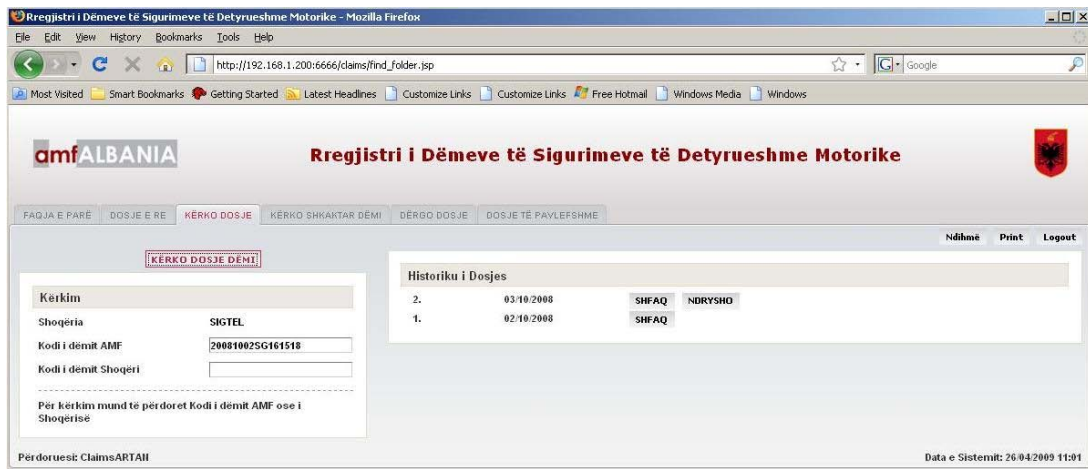 Rregjistri i Dëmeve të Sigurimeve të Detyrueshme Motorike - Mozilla Firefox
File Edit View History Bookmarks Tools Help
http://192.168.1.200:6666/claims/find_folder.jsp
G Google
Most Visited Smart Bookmarks Getting Started Latest Headlines Customize Links Customize Links Free Hotmail Windows Media Windows
amfALBANIA
Rregjistri i Dëmeve të Sigurimeve të Detyrueshme Motorike
FAQJA E PARË DOSJE E RE KËRKO DOSJE KËRKO SHKAKTAR DËMI DËRGO DOSJE DOSJE TË PAVLEFSHME
Ndihmë Print Logout
KËRKO DOSJE DËMI
Kërkim
Shoqëria SIGTEL
Kodi i dëmit AMF 20081002SG161518
Kodi i dëmit Shoqëri
Për kërkim mund të përdoret Kodi i dëmit AMF ose i
Shoqërisë
Historiku i Dosjes
2. 03/10/2008 SHFAQ NDRYSHO
1. 02/10/2008 SHFAQ
Përdoruesi: ClaimsARTAN
Data e Sistemit: 26/04/2009 11:01